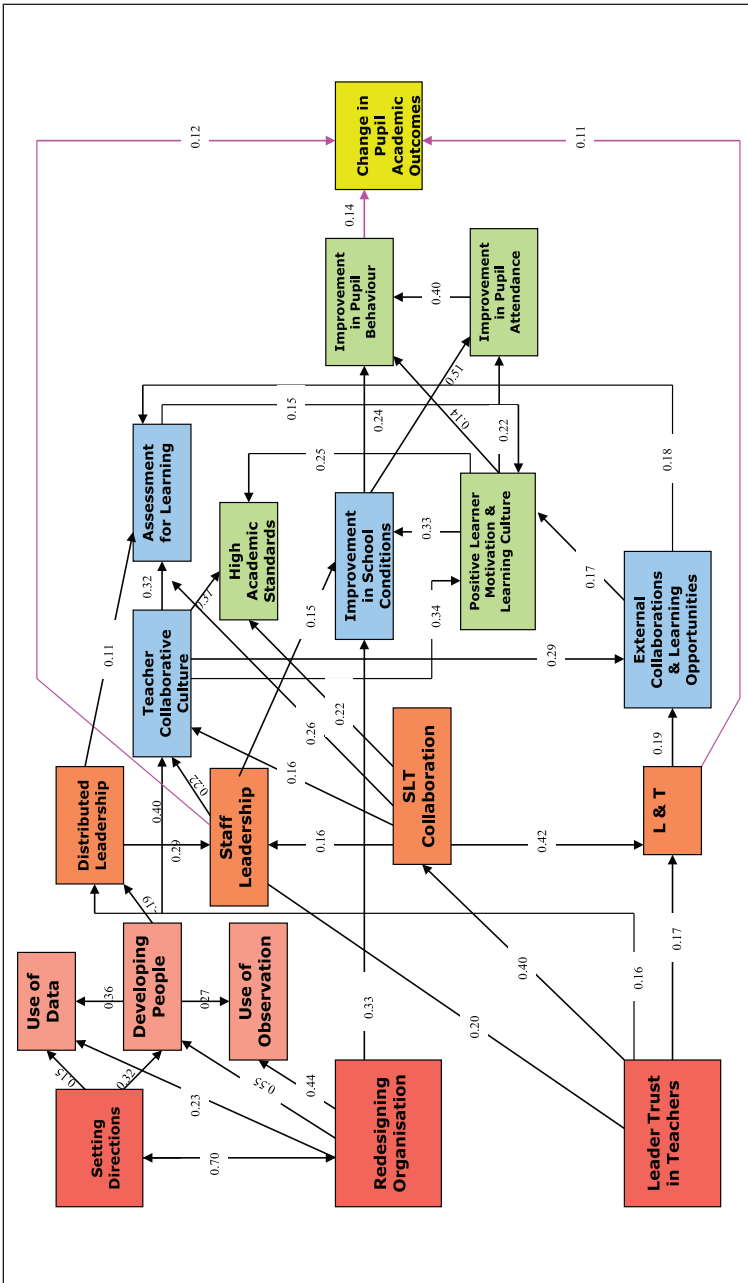 Setting
Directions
0.70
Redesigning
Organisation
Leader Trust
in Teachers
0.15
0.32
0.23
0.55
0.44
Use of
Data
0.36
Developing
People
Use of
Observation
0.33
0.20
0.40
0.16
0.17
Distributed
Leadership
0.29
0.40
0.22
Staff
Leadership
0.16
SLT
Collaboration
0.42
L & T
0.11
0.26
0.16
0.22
0.15
0.19
Teacher
Collaborative
Culture
0.32
0.34
0.29
Assessment
for Learning
High
Academic
Standards
Improvement
in School
Conditions
0.33
Positive Learner
Motivation &
Learning Culture
0.17
External
Collaborations
& Learning
Opportunities
0.15
0.25
0.24
0.51
0.14
0.22
0.18
Improvement
in Pupil
Behaviour
0.40
Improvement
in Pupil
Attendance
0.12
0.14
0.11
Change in
Pupil
Academic
Outcomes